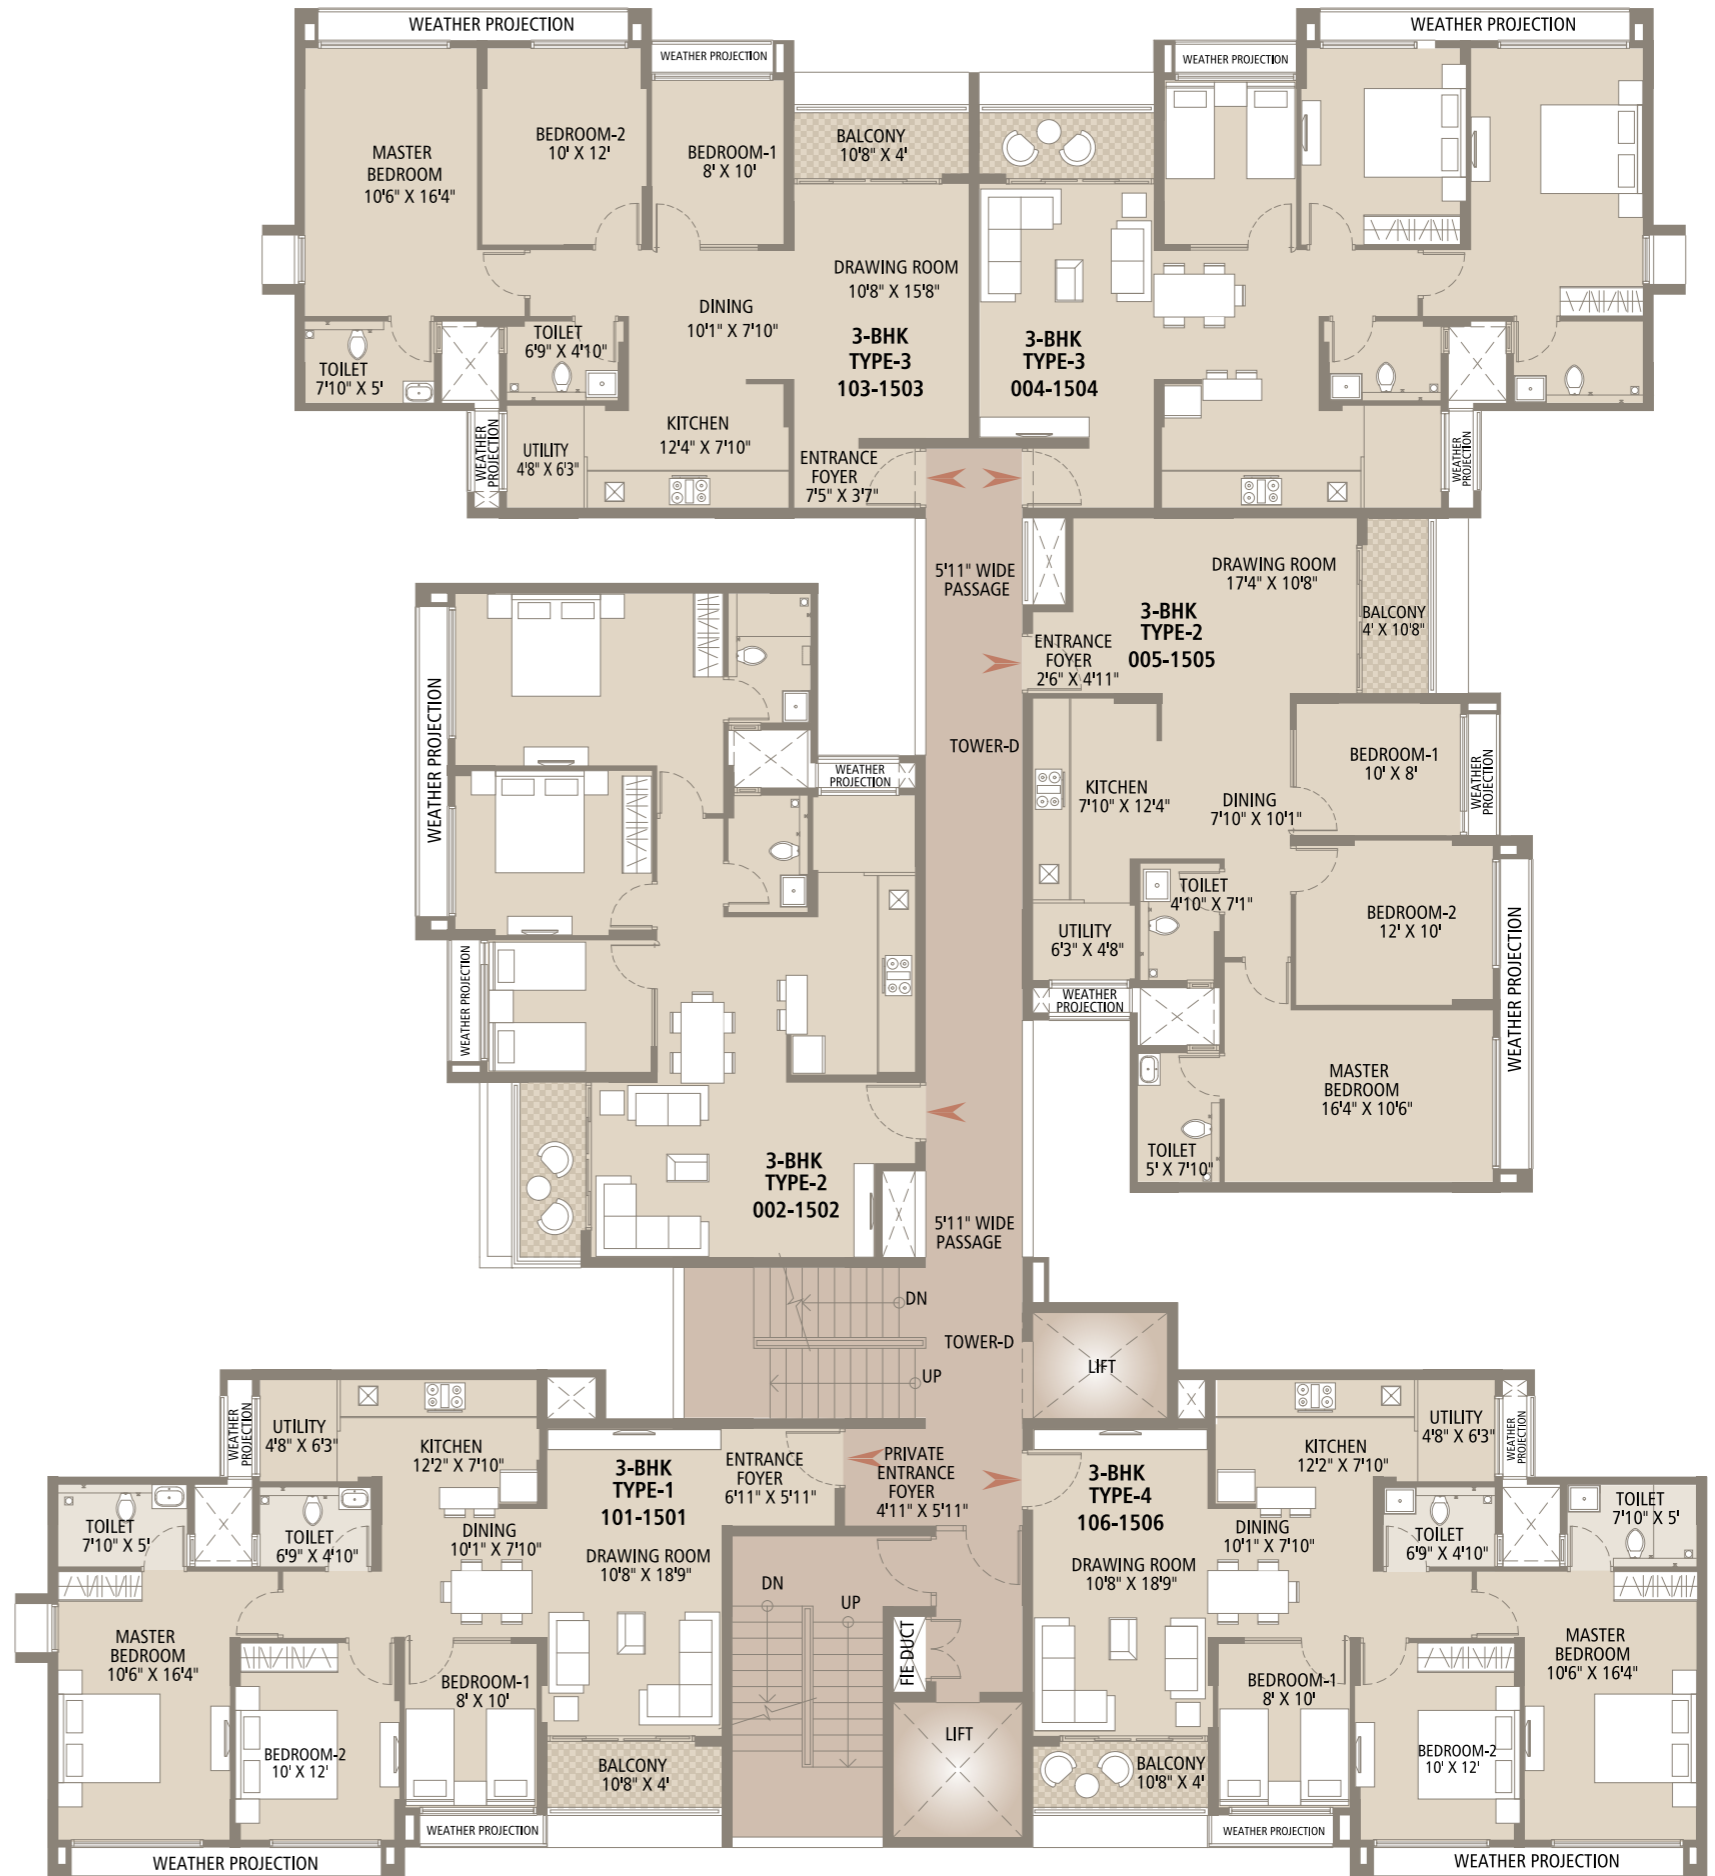 WEATHER PROJECTION
WEATHER PROJECTION
WEATHER PROJECTION
WEATHER PROJECTION
MASTER
BEDROOM
10'6" X 16'4"
BEDROOM-2
10' X 12'
BEDROOM-1
8' X 10'
BALCONY
10'8" X 4'
DRAWING ROOM
10'8" X 15'8"
DINING
10'1" X 7'10"
3-BHK
TYPE-3
103-1503
3-BHK
TYPE-3
004-1504
TOILET
7'10" X 5'
TOILET
6'9" X 4'10"
KITCHEN
12'4" X 7'10"
UTILITY
4'8" X 6'3"
WEATHER
PROJECTION
ENTRANCE
FOYER
7'5" X 3'7"
WEATHER
PROJECTION
5'11" WIDE
PASSAGE
DRAWING ROOM
17'4" X 10'8"
3-BHK
TYPE-2
005-1505
BALCONY
4' X 10'8"
ENTRANCE
FOYER
2'6" X 4'11"
WEATHER PROJECTION
TOWER-D
WEATHER
PROJECTION
BEDROOM-1
10' X 8'
WEATHER
PROJECTION
KITCHEN
7'10" X 12'4"
DINING
7'10" X 10'1"
TOILET
4'10" X 7'1"
BEDROOM-2
12' X 10'
UTILITY
6'3" X 4'8"
WEATHER PROJECTION
WEATHER
PROJECTION
WEATHER PROJECTION
MASTER
BEDROOM
16'4" X 10'6"
TOILET
5' X 7'10"
3-BHK
TYPE-2
002-1502
5'11" WIDE
PASSAGE
DN
TOWER-D
UP
LIFT
WEATHER
PROJECTION
UTILITY
4'8" X 6'3"
KITCHEN
12'2" X 7'10"
3-BHK
TYPE-1
101-1501
ENTRANCE
FOYER
6'11" X 5'11"
PRIVATE
ENTRANCE
FOYER
4'11" X 5'11"
3-BHK
TYPE-4
106-1506
KITCHEN
12'2" X 7'10"
UTILITY
4'8" X 6'3"
WEATHER
PROJECTION
TOILET
7'10" X 5'
TOILET
6'9" X 4'10"
DINING
10'1" X 7'10"
DRAWING ROOM
10'8" X 18'9"
DN
UP
DRAWING ROOM
10'8" X 18'9"
DINING
10'1" X 7'10"
TOILET
6'9" X 4'10"
TOILET
7'10" X 5'
MASTER
BEDROOM
10'6" X 16'4"
BEDROOM-1
8' X 10'
FIE DUCT
BEDROOM-1
8' X 10'
MASTER
BEDROOM
10'6" X 16'4"
BEDROOM-2
10' X 12'
BALCONY
10'8" X 4'
LIFT
BALCONY
10'8" X 4'
BEDROOM-2
10' X 12'
WEATHER PROJECTION
WEATHER PROJECTION
WEATHER PROJECTION
WEATHER PROJECTION